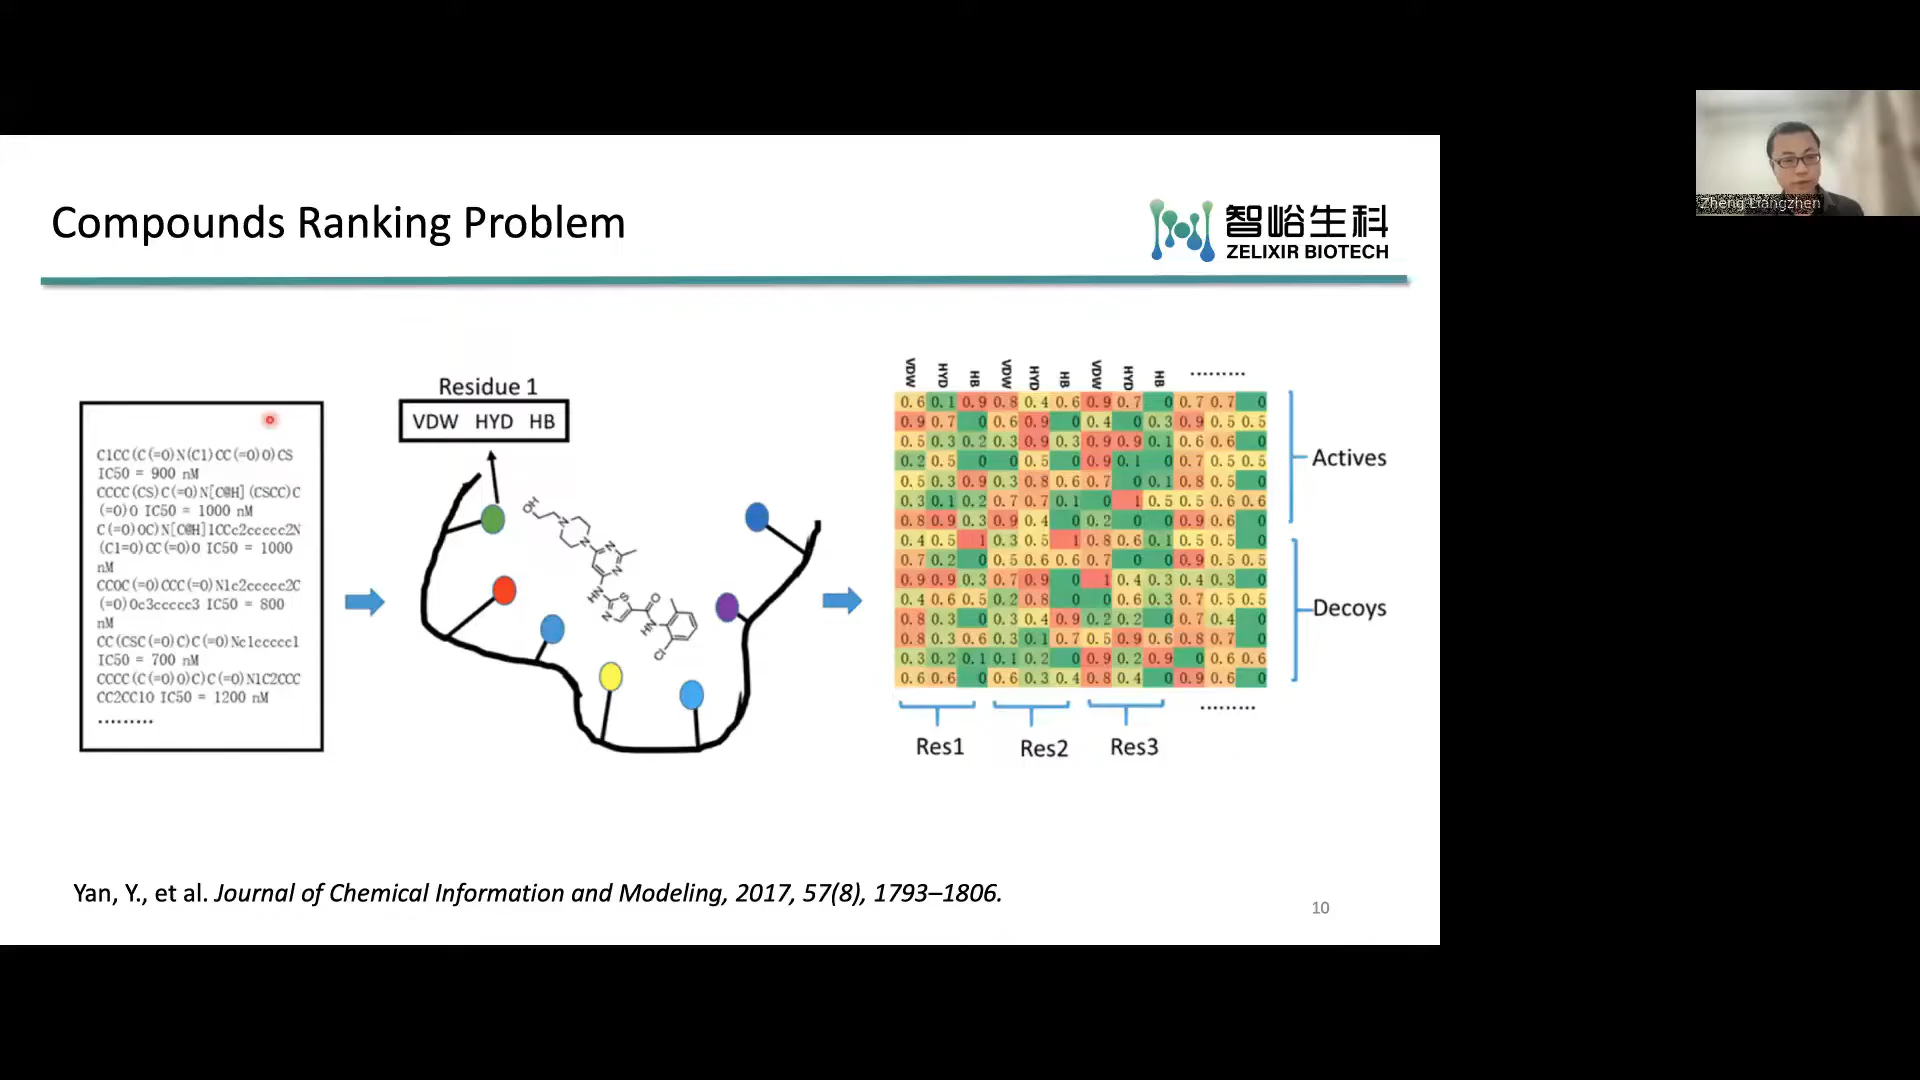 Compounds Ranking Problem
智峪生科
ZELIXIR BIOTECH
Zheng Liangzhen
C1CC(C(=O)N(C1)CC(=O)O)CS
IC50 = 900 nM
CCCC(CS)C(=O)N[C@H](CSCC)C
(=O)O IC50 = 1000 nM
C(=O)OC)N[C@H]1CCc2ccccc2N
(C1=O)CC(=O)O IC50 = 1000
nM
CCOC(=O)CCC(=O)N1c2ccccc2C
(=O)Oc3ccccc3 IC50 = 800
nM
CC(CSC(=O)C)C(=O)Nc1ccccc1
IC50 = 700 nM
CCCC(C(=O)O)C)C(=O)N1C2CCC
CC2CC1O IC50 = 1200 nM
.........
Residue 1
VDW HYD HB
OH
N
N
N
N
HN
S
N
O
HN
Cl
VDW HYD HB VDW HYD HB VDW HYD HB .........
0.6 0.1 0.9 0.8 0.4 0.6 0.9 0.7 0 0.7 0.7 0
0.9 0.7 0 0.6 0.9 0 0.4 0 0.3 0.9 0.5 0.5
0.5 0.3 0.2 0.3 0.9 0.3 0.9 0.9 0.1 0.6 0.6 0
0.2 0.5 0 0 0.5 0 0.9 0.1 0 0.7 0.5 0.5
0.5 0.3 0.9 0.3 0.8 0.6 0.7 0 0.1 0.8 0.5 0
0.3 0.1 0.2 0.7 0.7 0.1 0 1 0.5 0.5 0.6 0.6
0.8 0.9 0.3 0.9 0.4 0 0.2 0 0 0.9 0.6 0
0.4 0.5 1 0.3 0.5 1 0.8 0.6 0.1 0.5 0.5 0
0.7 0.2 0 0.5 0.6 0.6 0.7 0 0 0.9 0.5 0.5
0.9 0.9 0.3 0.7 0.9 0 1 0.4 0.3 0.4 0.3 0
0.4 0.6 0.5 0.2 0.8 0 0 0.6 0.3 0.7 0.5 0.5
0.8 0.3 0 0.3 0.4 0.9 0.2 0.2 0 0.7 0.4 0
0.8 0.3 0.6 0.3 0.1 0.7 0.5 0.9 0.6 0.8 0.7 0
0.3 0.2 0.1 0.1 0.2 0 0.9 0.2 0.9 0 0.6 0.6
0.6 0.6 0 0.6 0.3 0.4 0.8 0.4 0 0.9 0.6 0
Actives
Decoys
Res1 Res2 Res3 .........
Yan, Y., et al. Journal of Chemical Information and Modeling, 2017, 57(8), 1793–1806.
10